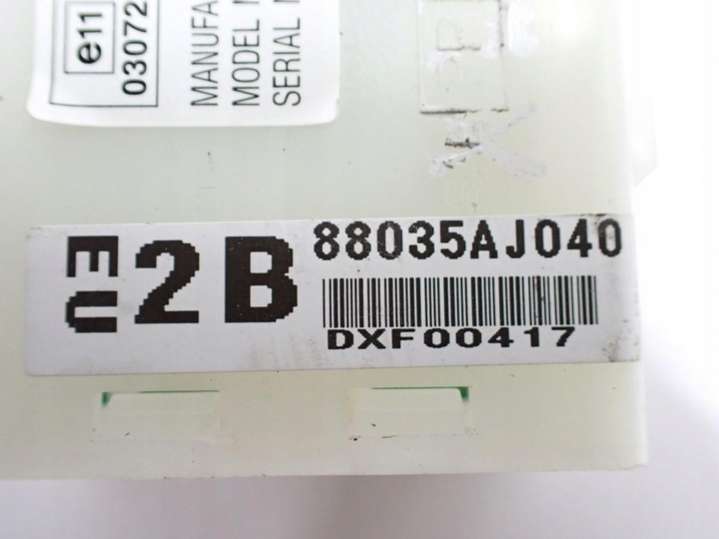 e11
03072
MANUFA
MODEL N
SERIAL N
EU
2B
88035AJ040
DXF00417